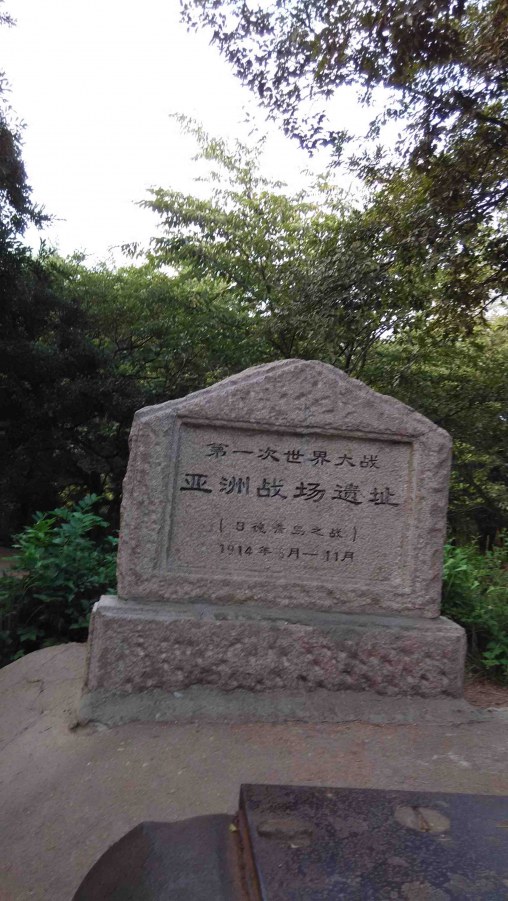 第一次世界大战
亚洲战场遗址
(日德青岛之战)
1914年 月—11月